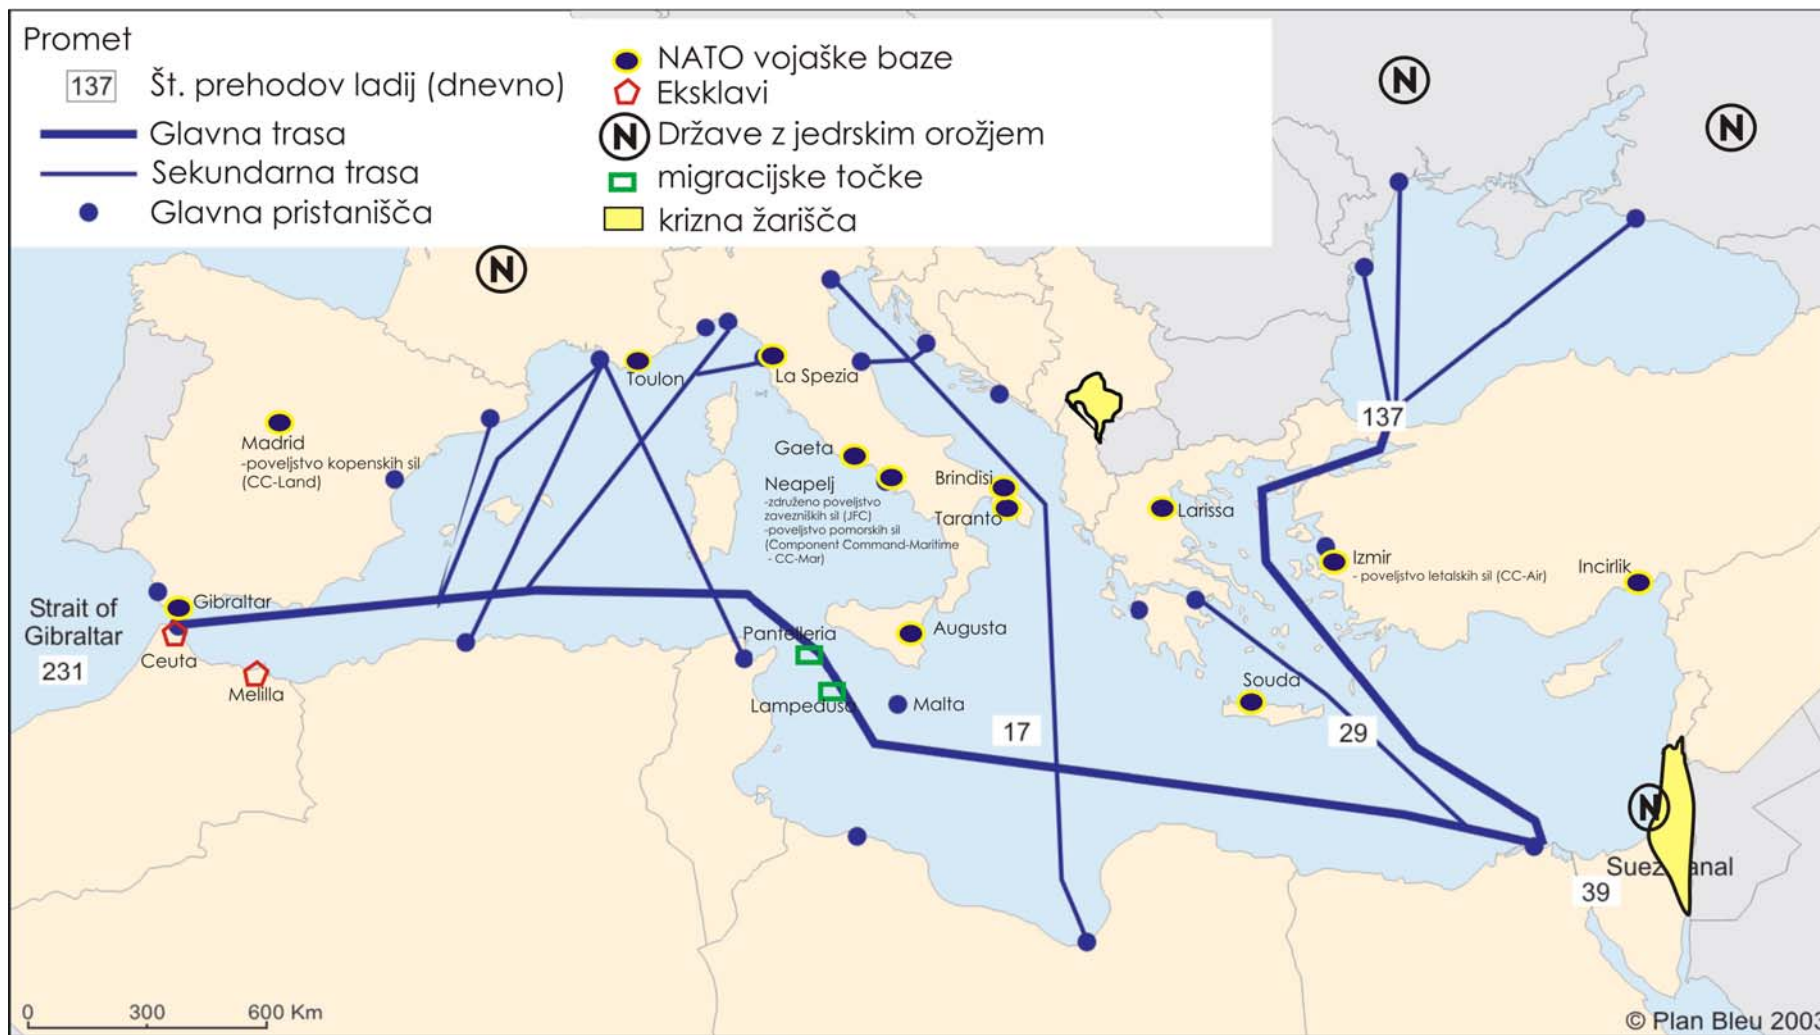 Promet
137 Št. prehodov ladij (dnevno)
Glavna trasa
Sekundarna trasa
Glavna pristanišča
NATO vojaške baze
Eksklavi
N Države z jedrskim orožjem
migracijske točke
krizna žarišča
N
N
N
Toulon
La Spezia
Madrid
-poveljstvo kopenskih sil
(CC-Land)
137
Gaeta
Neapelj
-združeno poveljstvo
zavezniških sil (JFC)
-poveljstvo pomorskih sil
(Component Command-Maritime
- CC-Mar)
Brindisi
Taranto
Larissa
Izmir
- poveljstvo letalskih sil (CC-Air)
Incirlik
Strait of
Gibraltar
231
Gibraltar
Ceuta
Melilla
Pantelleria
Lampedusa
Augusta
Malta
Souda
17
29
N
Suez Canal
39
0 300 600 Km
© Plan Bleu 2003